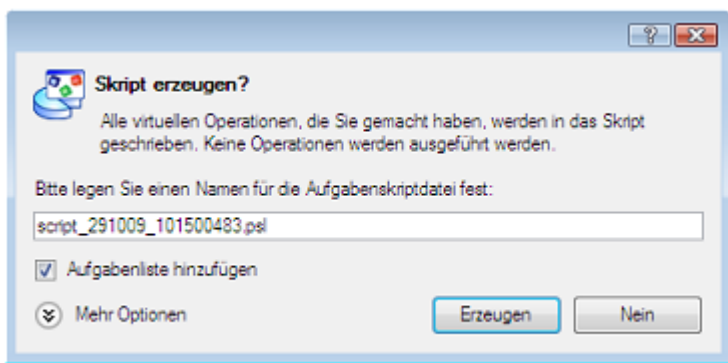 Skript erzeugen?
Alle virtuellen Operationen, die Sie gemacht haben, werden in das Skript
geschrieben. Keine Operationen werden ausgeführt werden.
Bitte legen Sie einen Namen für die Aufgabenskriptdatei fest:
script_291009_101500483.psl
Aufgabenliste hinzufügen
Mehr Optionen
Erzeugen
Nein